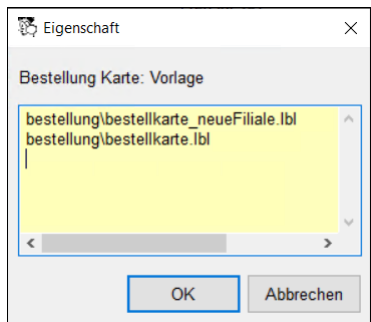 Eigenschaft
Bestellung Karte: Vorlage
bestellung\bestellkarte_neueFiliale.lbl
bestellung\bestellkarte.lbl
OK
Abbrechen